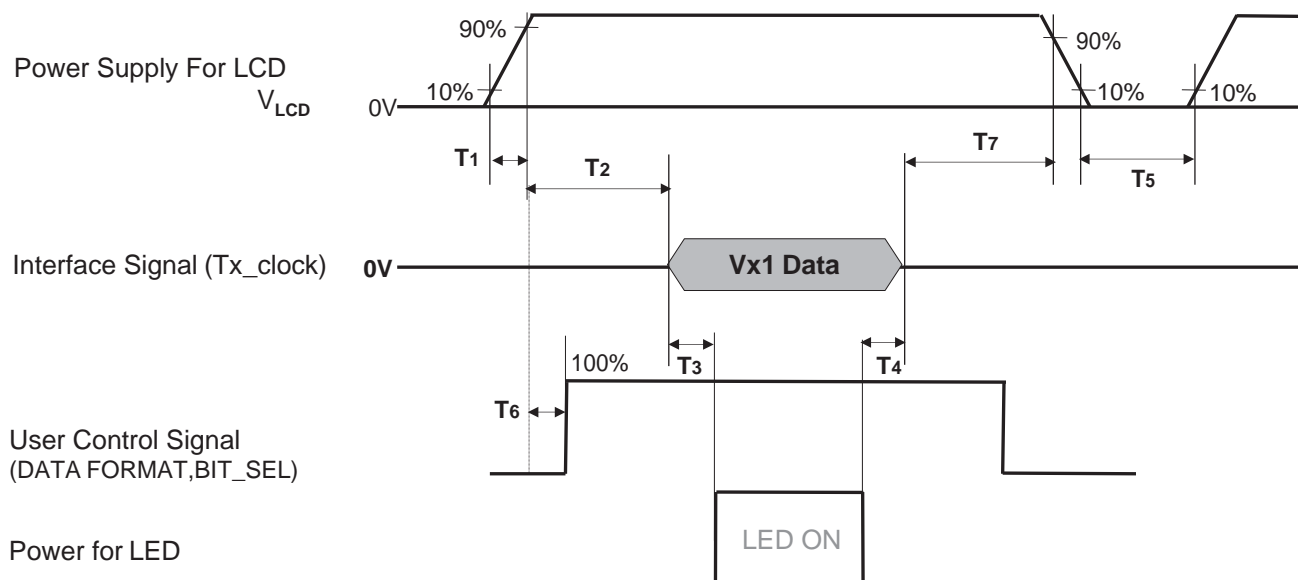 90%
90%
Power Supply For LCD
VLCD
0V
10%
10%
10%
T1
T2
T7
T5
Interface Signal (Tx_clock)
0V
Vx1 Data
T3
T4
100%
T6
User Control Signal
(DATA FORMAT,BIT_SEL)
Power for LED
LED ON